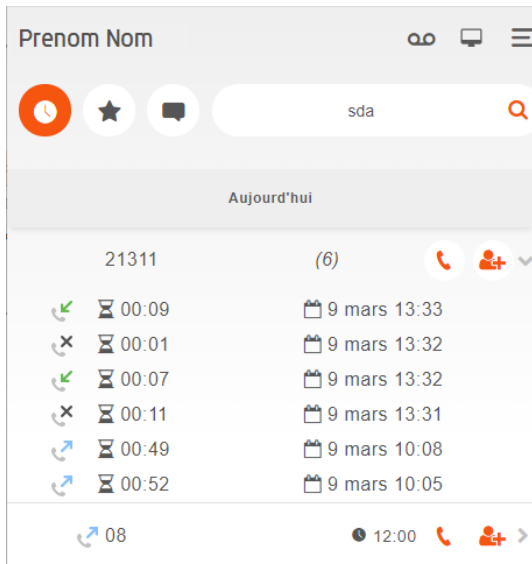 Prenom Nom
sda
Aujourd'hui
21311 (6)
00:09 9 mars 13:33
00:01 9 mars 13:32
00:07 9 mars 13:32
00:11 9 mars 13:31
00:49 9 mars 10:08
00:52 9 mars 10:05
08 12:00